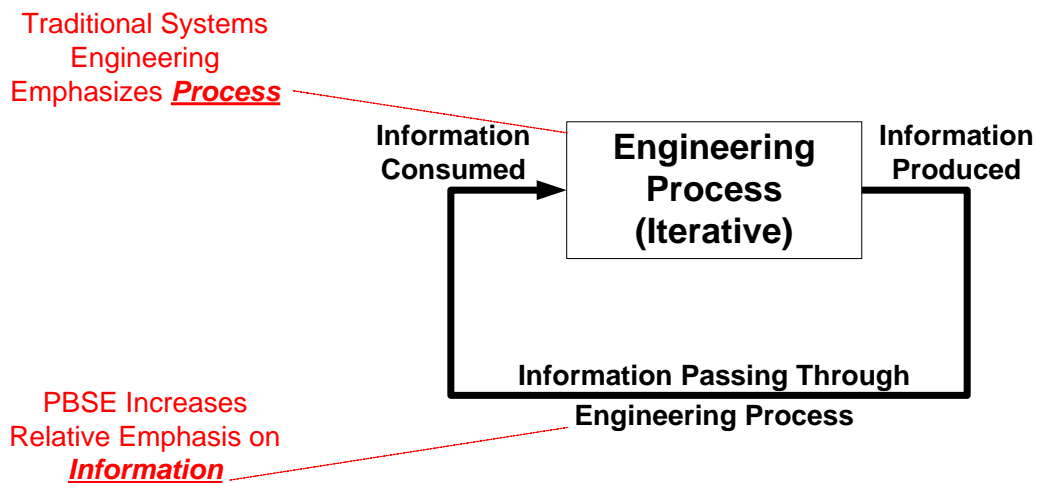 Traditional Systems
Engineering
Emphasizes Process
Information
Consumed
Engineering
Process
(Iterative)
Information
Produced
Information Passing Through
Engineering Process
PBSE Increases
Relative Emphasis on
Information